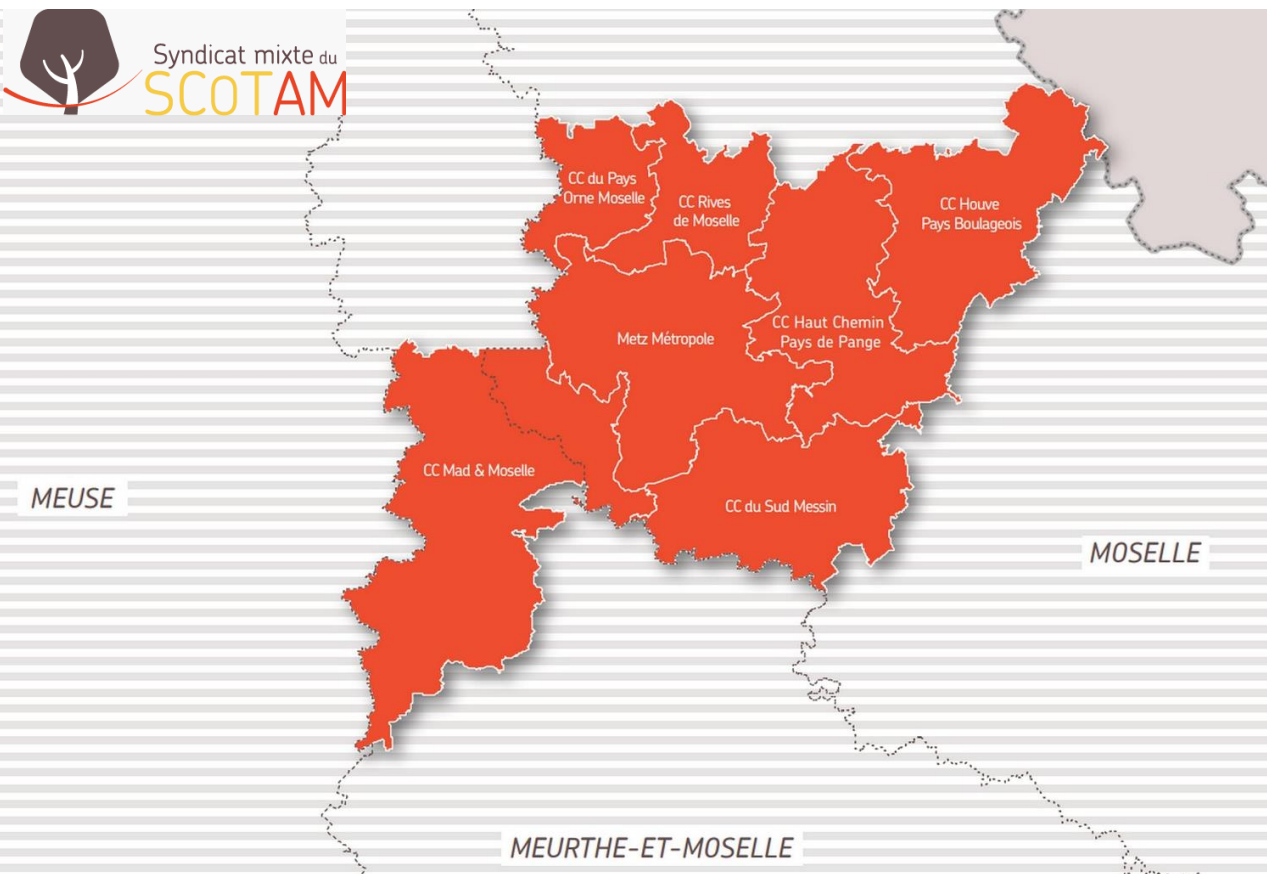 Syndicat mixte du
SCOTAM
CC du Pays
Orne Moselle
CC Rives
de Moselle
CC Houve
Pays Boulageois
Metz Métropole
CC Haut Chemin
Pays de Pange
CC Mad & Moselle
CC du Sud Messin
MEUSE
MOSELLE
MEURTHE-ET-MOSELLE